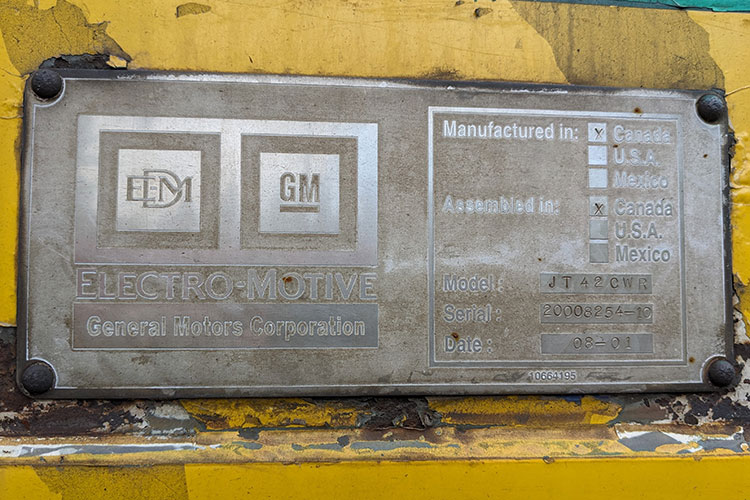 EMD
GM
ELECTRO-MOTIVE
General Motors Corporation
Manufactured in: x Canada
U.S.A.
Mexico
Assembled in: x Canada
U.S.A.
Mexico
Model: JT42CWR
Serial: 20008254-10
Date: 08-01
10664195